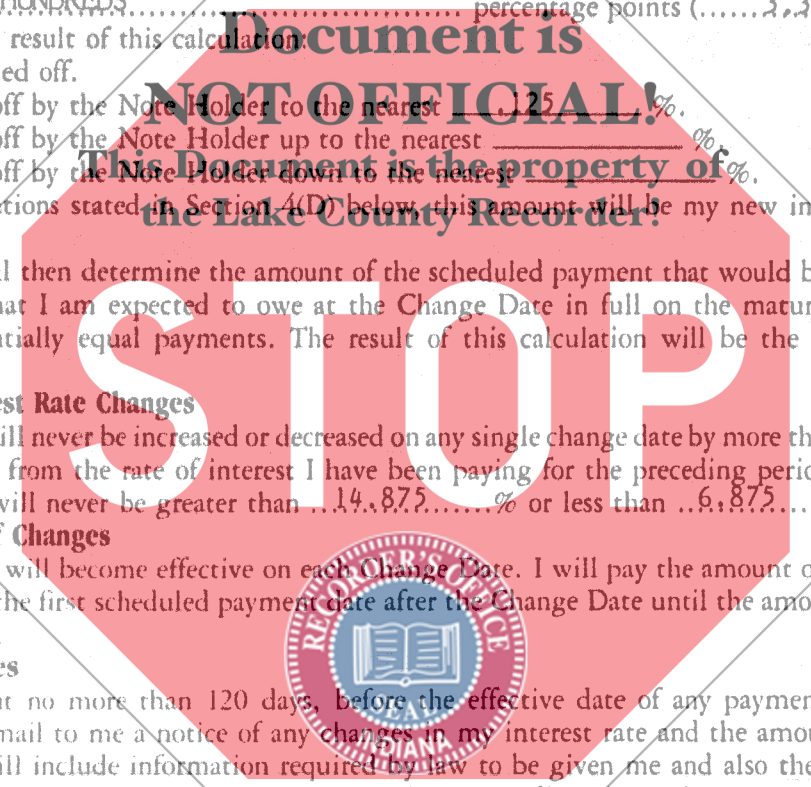 HUNDREDS.................................................. percentage points (......3.3
result of this calculation:
ed off.
off by the Note Holder to the nearest .125 %.
off by the Note Holder up to the nearest %
off by the Note Holder down to the nearest %.
tions stated in Section 4(D) below, this amount will be my new in
Document is
NOT OFFICIAL!
This Document is the property of
the Lake County Recorder!
l then determine the amount of the scheduled payment that would b
at I am expected to owe at the Change Date in full on the matur
tially equal payments. The result of this calculation will be the
STOP
est Rate Changes
ill never be increased or decreased on any single change date by more th
from the rate of interest I have been paying for the preceding perio
will never be greater than ...14.875.......% or less than ...6.875....
f Changes
will become effective on each Change Date. I will pay the amount o
he first scheduled payment date after the Change Date until the amo
es
t no more than 120 days, before the effective date of any paymen
mail to me a notice of any changes in my interest rate and the amou
ill include information required by law to be given me and also the
RECORDER'S OFFICE
SEAL
INDIANA